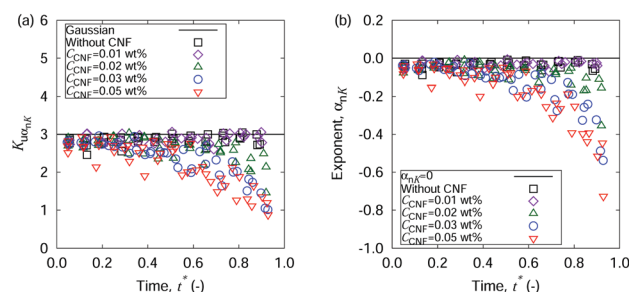 (a)
Gaussian
Without CNF
C_CNF=0.01 wt%
C_CNF=0.02 wt%
C_CNF=0.03 wt%
C_CNF=0.05 wt%
K_uα_nK
6
5
4
3
2
1
0
0.0 0.2 0.4 0.6 0.8 1.0
Time, t* (-)
(b)
Exponent, α_nK
0.0
-0.2
-0.4
-0.6
-0.8
-1.0
α_nK=0
Without CNF
C_CNF=0.01 wt%
C_CNF=0.02 wt%
C_CNF=0.03 wt%
C_CNF=0.05 wt%
0.0 0.2 0.4 0.6 0.8 1.0
Time, t* (-)